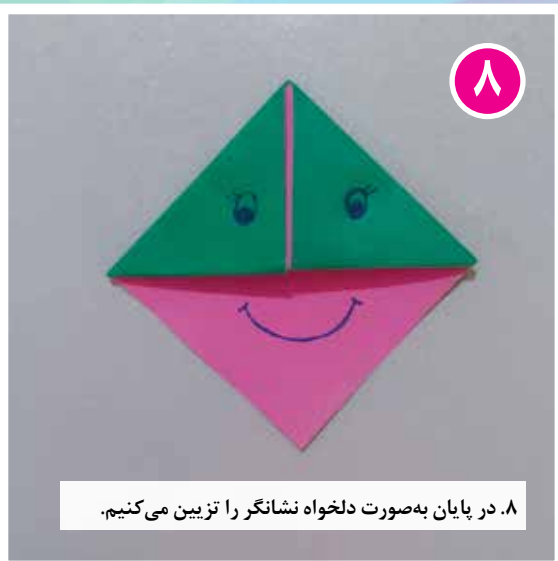 ۸
۸. در پایان به‌صورت دلخواه نشانگر را تزیین می‌کنیم.